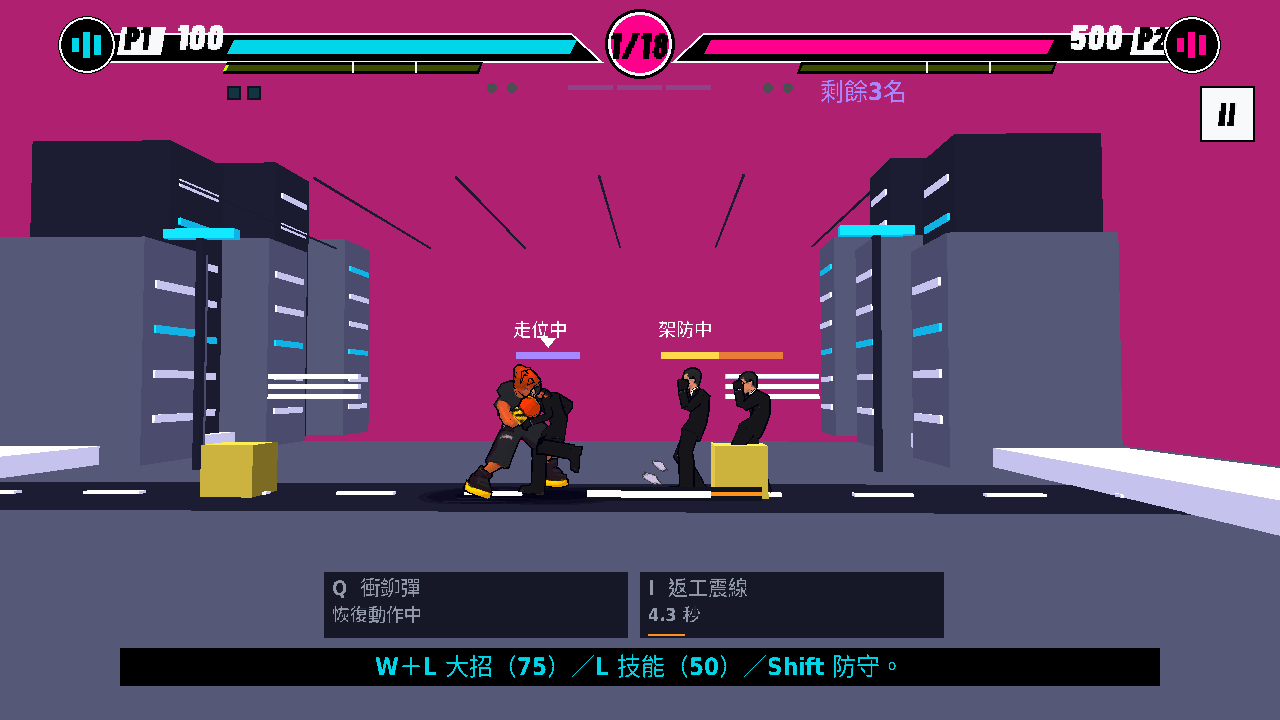 P1 100
1/18
500 P2
剩餘3名
走位中
架防中
Q 衝鉚彈
恢復動作中
I 返工震線
4.3 秒
W+L 大招（75）／L 技能（50）／Shift 防守。